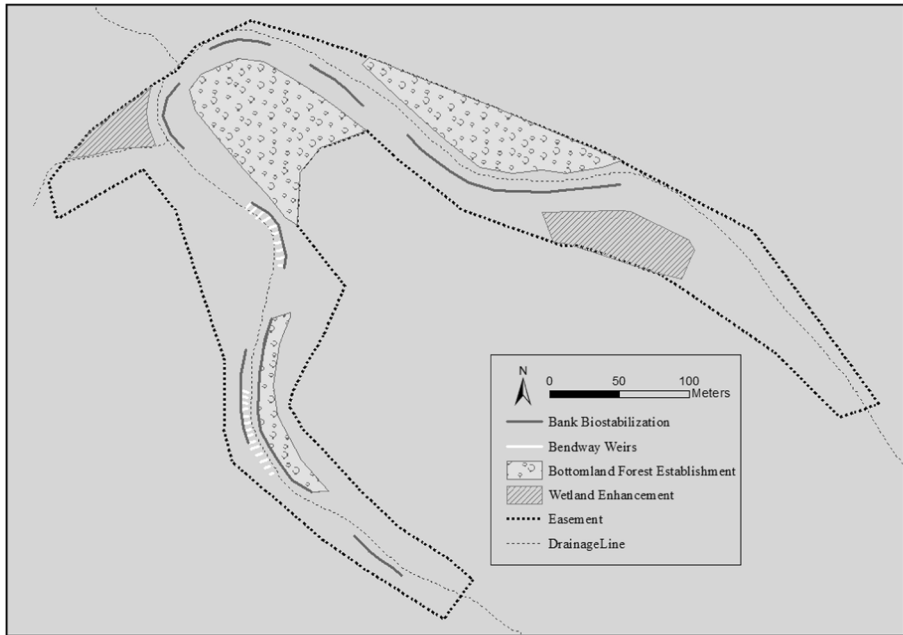 N
0 50 100
Meters
Bank Biostabilization
Bendway Weirs
Bottomland Forest Establishment
Wetland Enhancement
Easement
DrainageLine